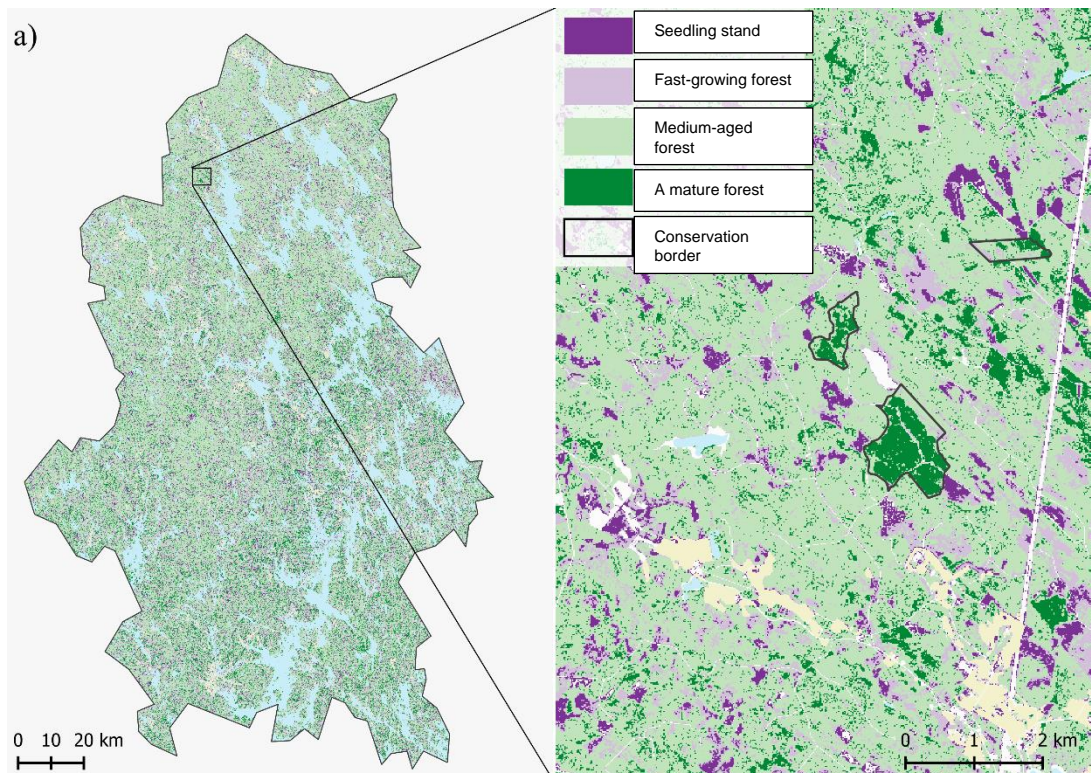 a)
Seedling stand
Fast-growing forest
Medium-aged
forest
A mature forest
Conservation
border
0 10 20 km
0 1 2 km